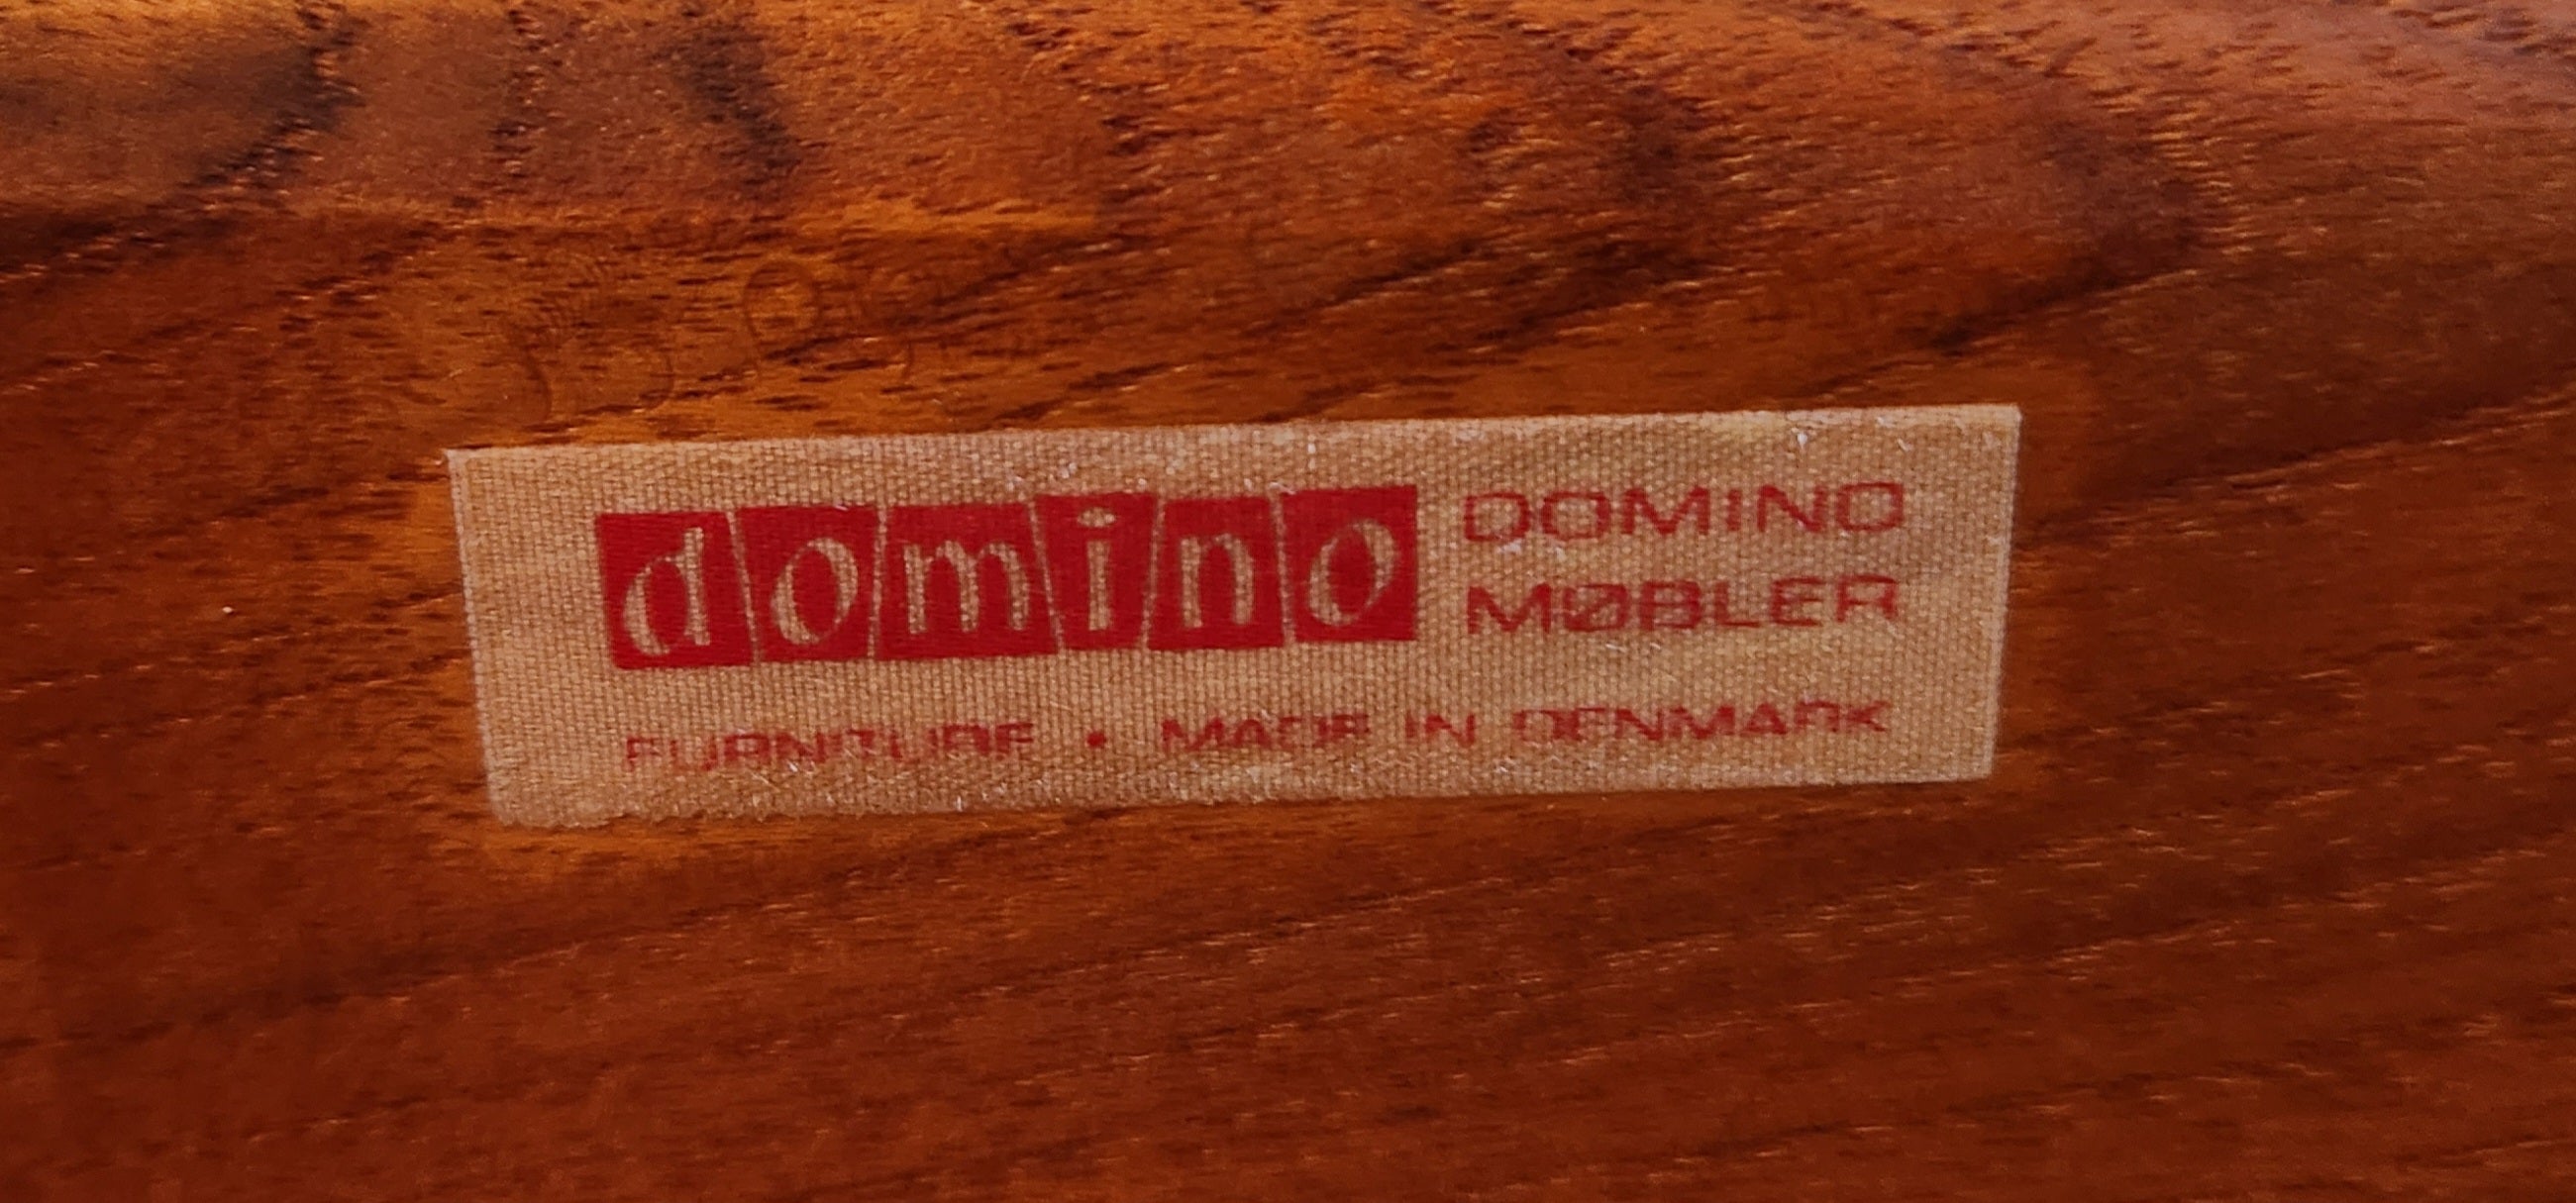 domino
DOMINO
MØBLER
FURNITURE • MADE IN DENMARK